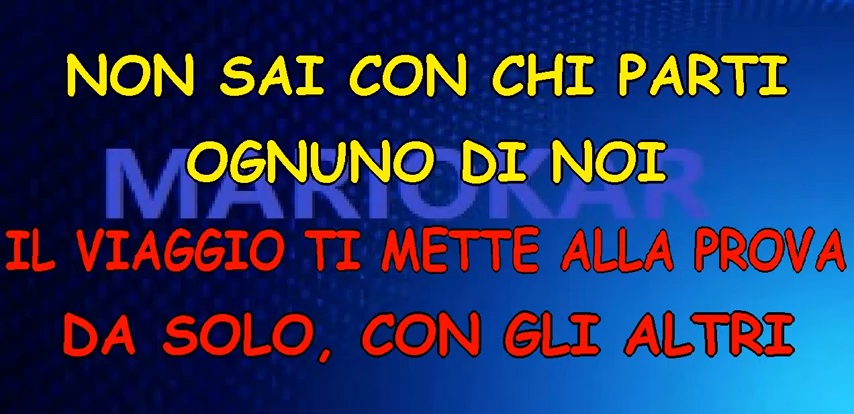 NON SAI CON CHI PARTI
OGNUNO DI NOI
MARIOKAR
IL VIAGGIO TI METTE ALLA PROVA
DA SOLO, CON GLI ALTRI